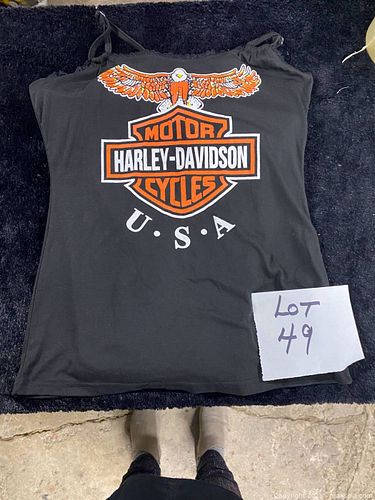 MOTOR
HARLEY-DAVIDSON
CYCLES
U.S.A
LOT
49